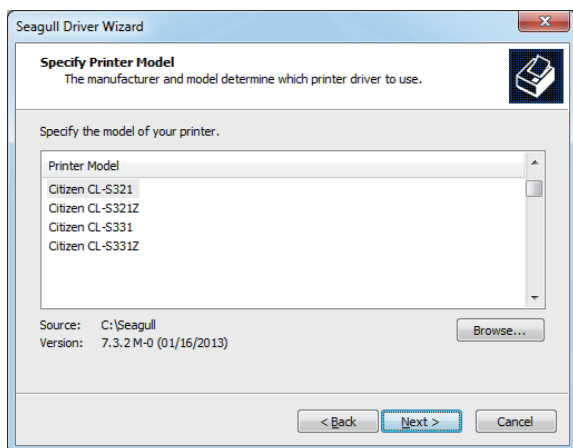 Seagull Driver Wizard
Specify Printer Model
The manufacturer and model determine which printer driver to use.
Specify the model of your printer.
Printer Model
Citizen CL-S321
Citizen CL-S321Z
Citizen CL-S331
Citizen CL-S331Z
Source: C:\Seagull
Browse...
Version: 7.3.2 M-0 (01/16/2013)
< Back Next > Cancel